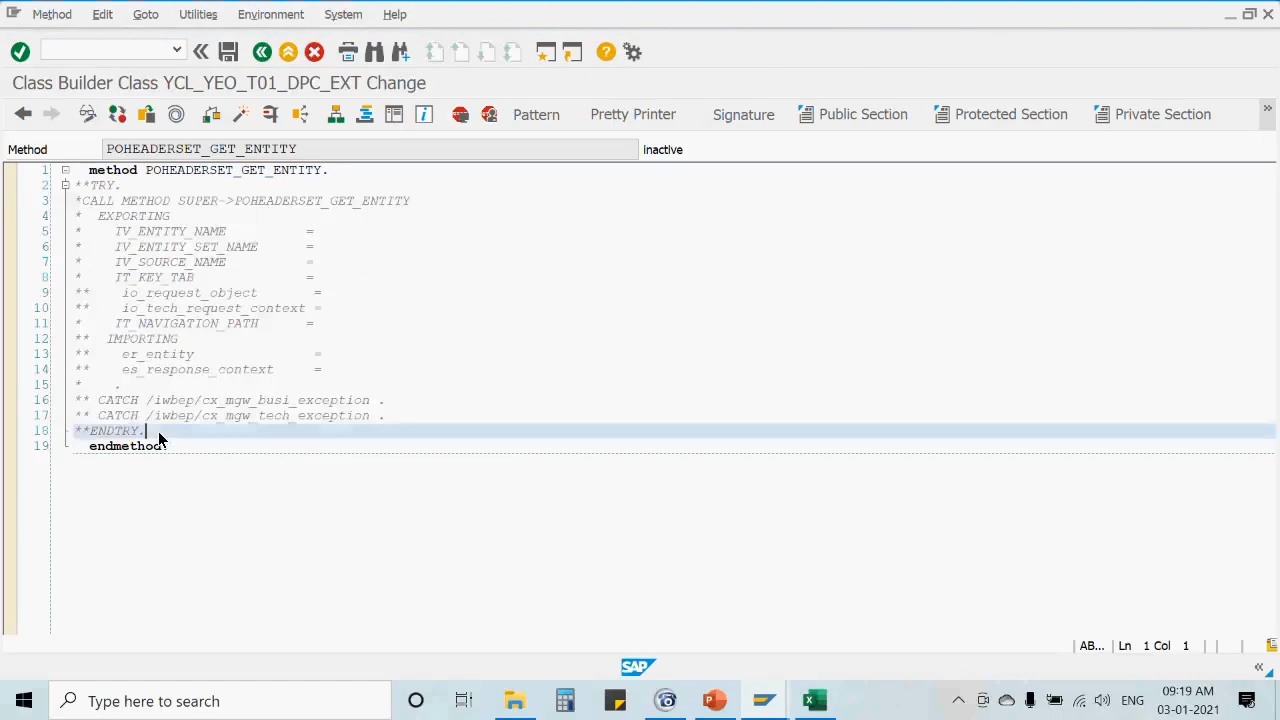 Method Edit Goto Utilities Environment System Help
Class Builder Class YCL_YEO_T01_DPC_EXT Change
Pattern Pretty Printer Signature Public Section Protected Section Private Section
Method POHEADERSET_GET_ENTITY inactive
1 method POHEADERSET_GET_ENTITY.
2 **TRY.
3 *CALL METHOD SUPER->POHEADERSET_GET_ENTITY
4 * EXPORTING
5 * IV_ENTITY_NAME =
6 * IV_ENTITY_SET_NAME =
7 * IV_SOURCE_NAME =
8 * IT_KEY_TAB =
9 ** io_request_object =
10 ** io_tech_request_context =
11 * IT_NAVIGATION_PATH =
12 ** IMPORTING
13 ** er_entity =
14 ** es_response_context =
15 * .
16 ** CATCH /iwbep/cx_mgw_busi_exception .
17 ** CATCH /iwbep/cx_mgw_tech_exception .
18 **ENDTRY.
19 endmethod.
AB... Ln 1 Col 1
SAP
Type here to search
ENG
09:19 AM
03-01-2021